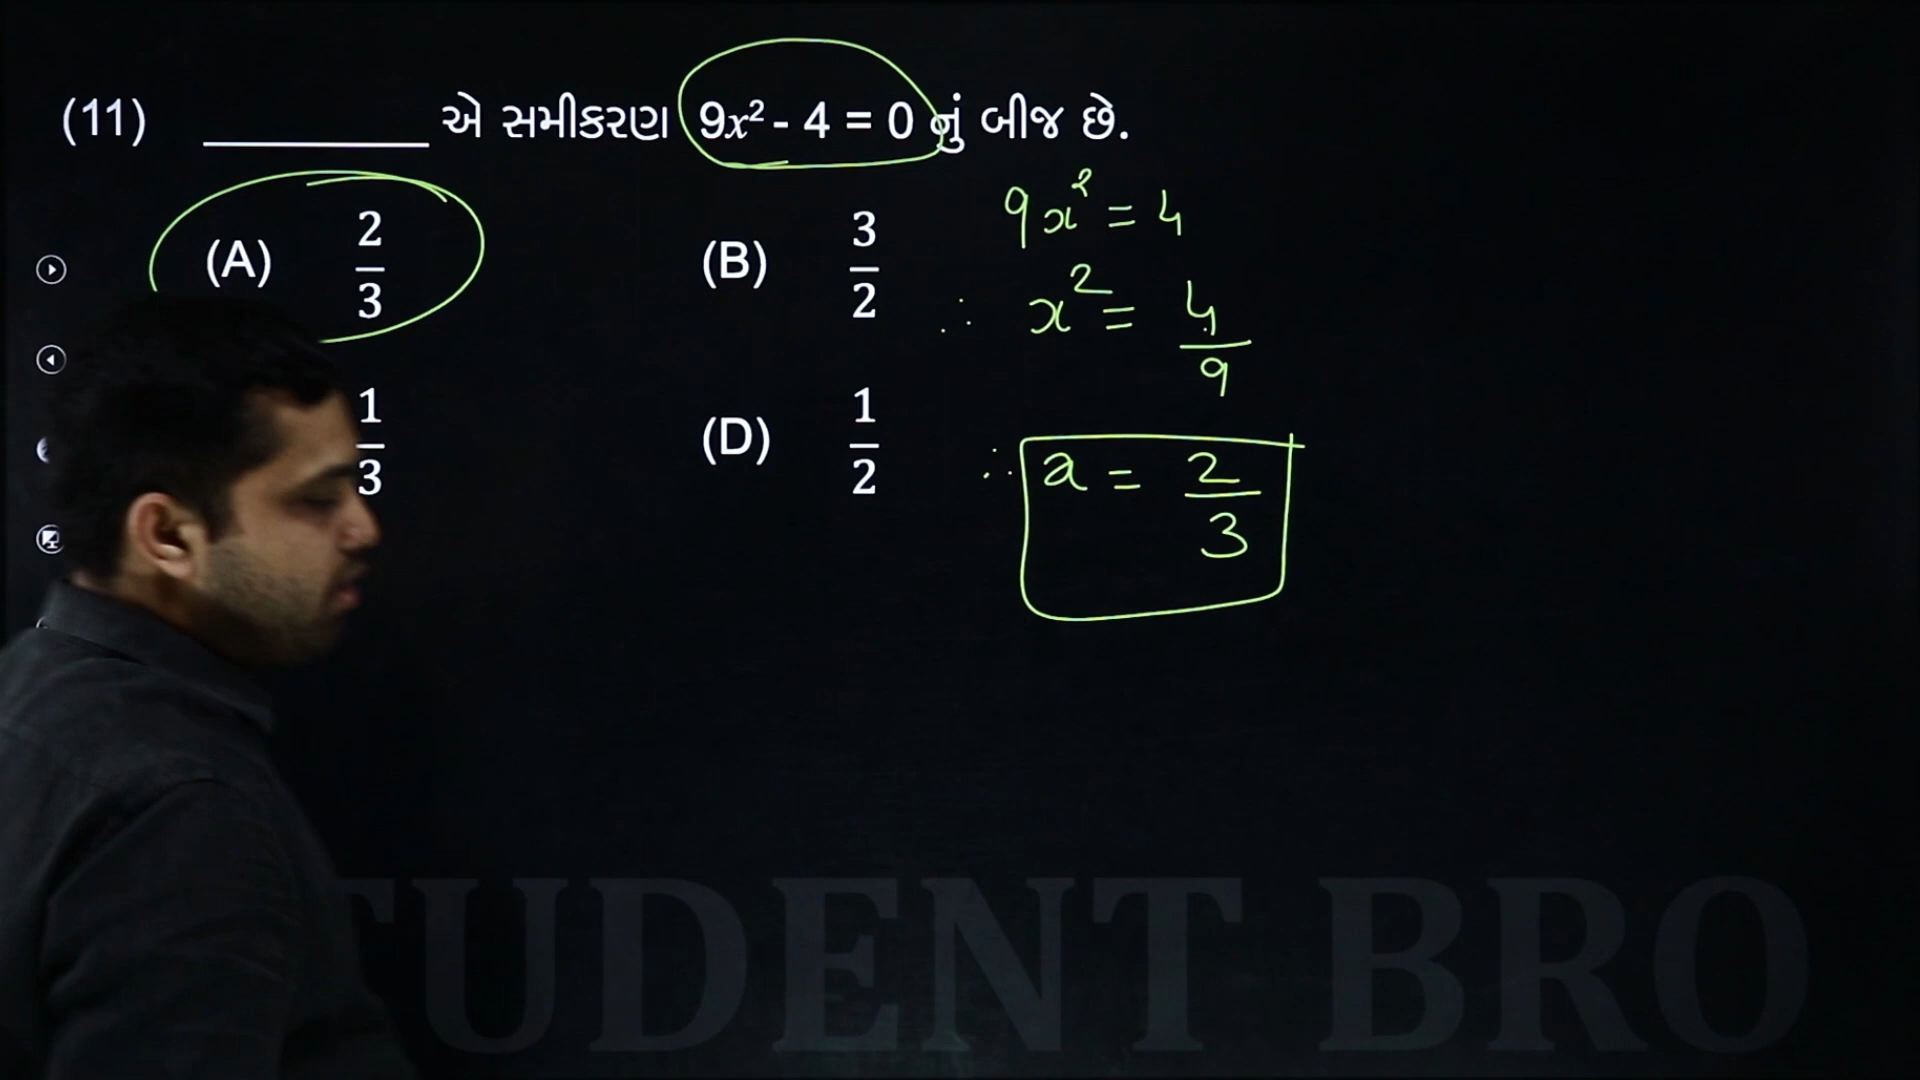 (11) ________ એ સમીકરણ 9x² - 4 = 0 નું બીજ છે.
(A) 2/3 (B) 3/2
1/3 (D) 1/2
9x² = 4
∴ x² = 4/9
∴ x = 2/3
TUDENT BRO